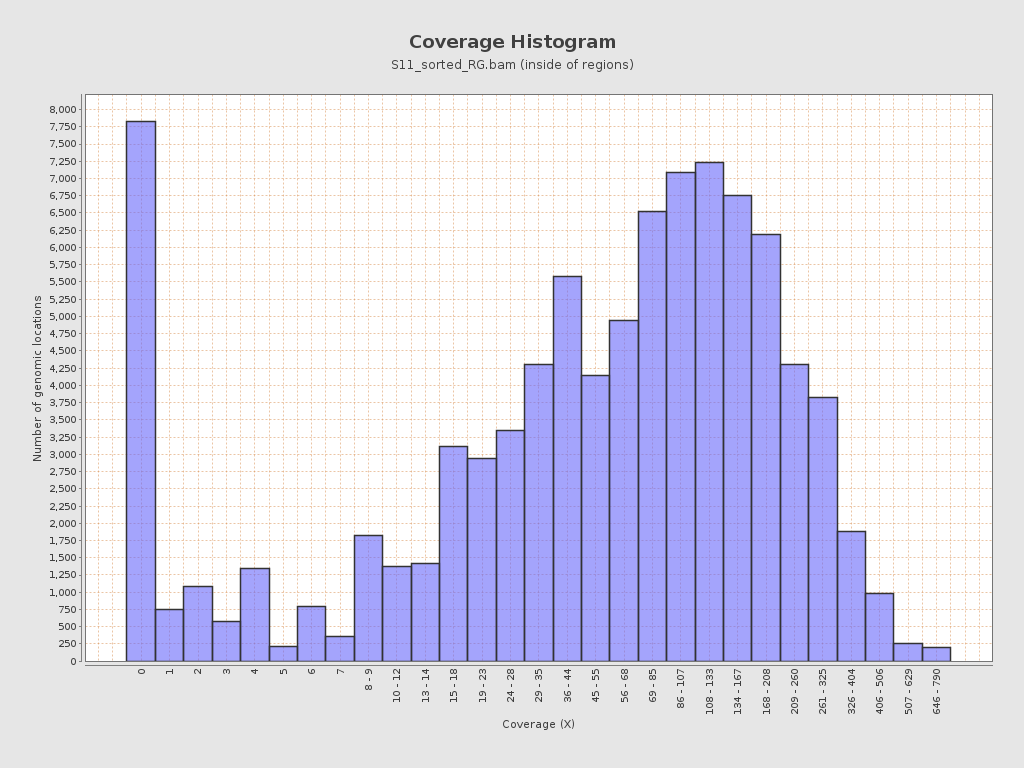 Coverage Histogram
S11_sorted_RG.bam (inside of regions)
Number of genomic locations
8,000
7,750
7,500
7,250
7,000
6,750
6,500
6,250
6,000
5,750
5,500
5,250
5,000
4,750
4,500
4,250
4,000
3,750
3,500
3,250
3,000
2,750
2,500
2,250
2,000
1,750
1,500
1,250
1,000
750
500
250
0
0
1
2
3
4
5
6
7
8 - 9
10 - 12
13 - 14
15 - 18
19 - 23
24 - 28
29 - 35
36 - 44
45 - 55
56 - 68
69 - 85
86 - 107
108 - 133
134 - 167
168 - 208
209 - 260
261 - 325
326 - 404
406 - 506
507 - 629
646 - 790
Coverage (X)